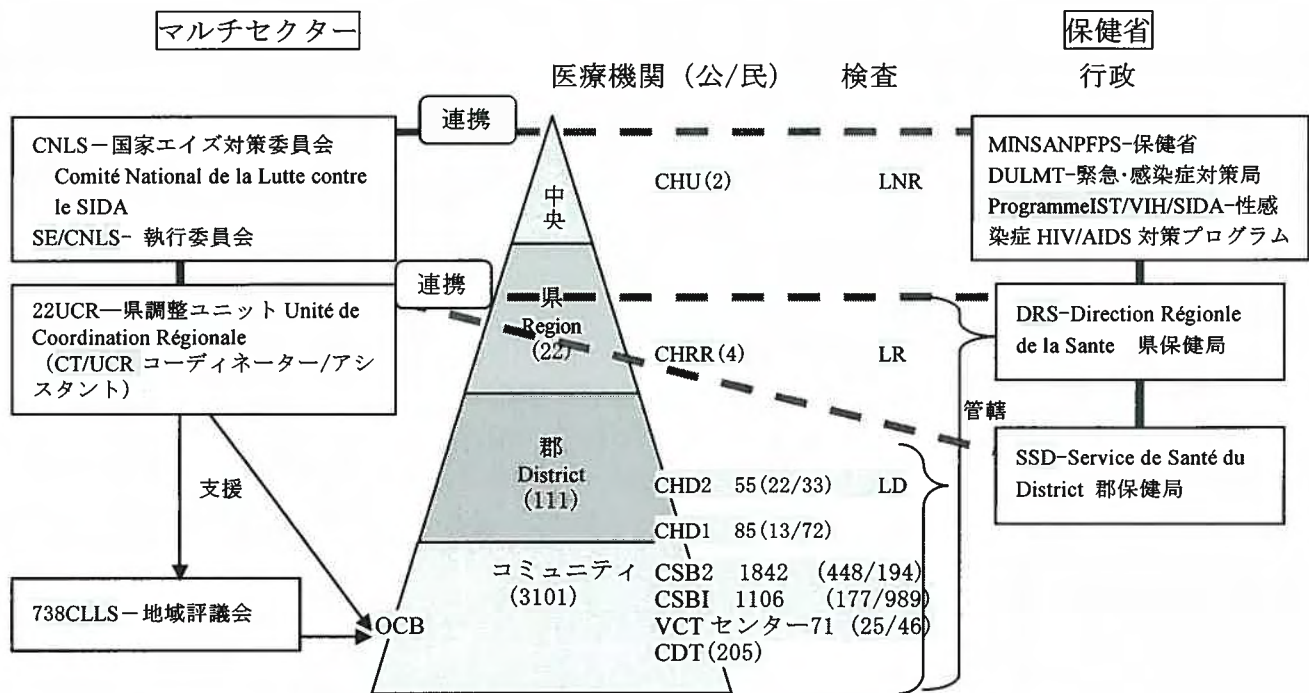 マルチセクター
保健省
医療機関（公/民）
検査
行政
連携
CNLS－国家エイズ対策委員会
Comité National de la Lutte contre
le SIDA
SE/CNLS- 執行委員会
中
央
CHU(2)
LNR
MINSANPFPS-保健省
DULMT-緊急・感染症対策局
ProgrammeIST/VIH/SIDA-性感
染症 HIV/AIDS 対策プログラム
連携
22UCR―県調整ユニット Unité de
Coordination Régionale
（CT/UCR コーディネーター/アシ
スタント）
県
Region
(22)
CHRR(4)
LR
DRS-Direction Régionle
de la Sante 県保健局
管轄
支援
郡
District
(111)
CHD2 55(22/33)
LD
CHD1 85(13/72)
SSD-Service de Santé du
District 郡保健局
738CLLS－地域評議会
OCB
コミュニティ
(3101)
CSB2 1842 (448/194)
CSBI 1106 (177/989)
VCT センター71 (25/46)
CDT(205)